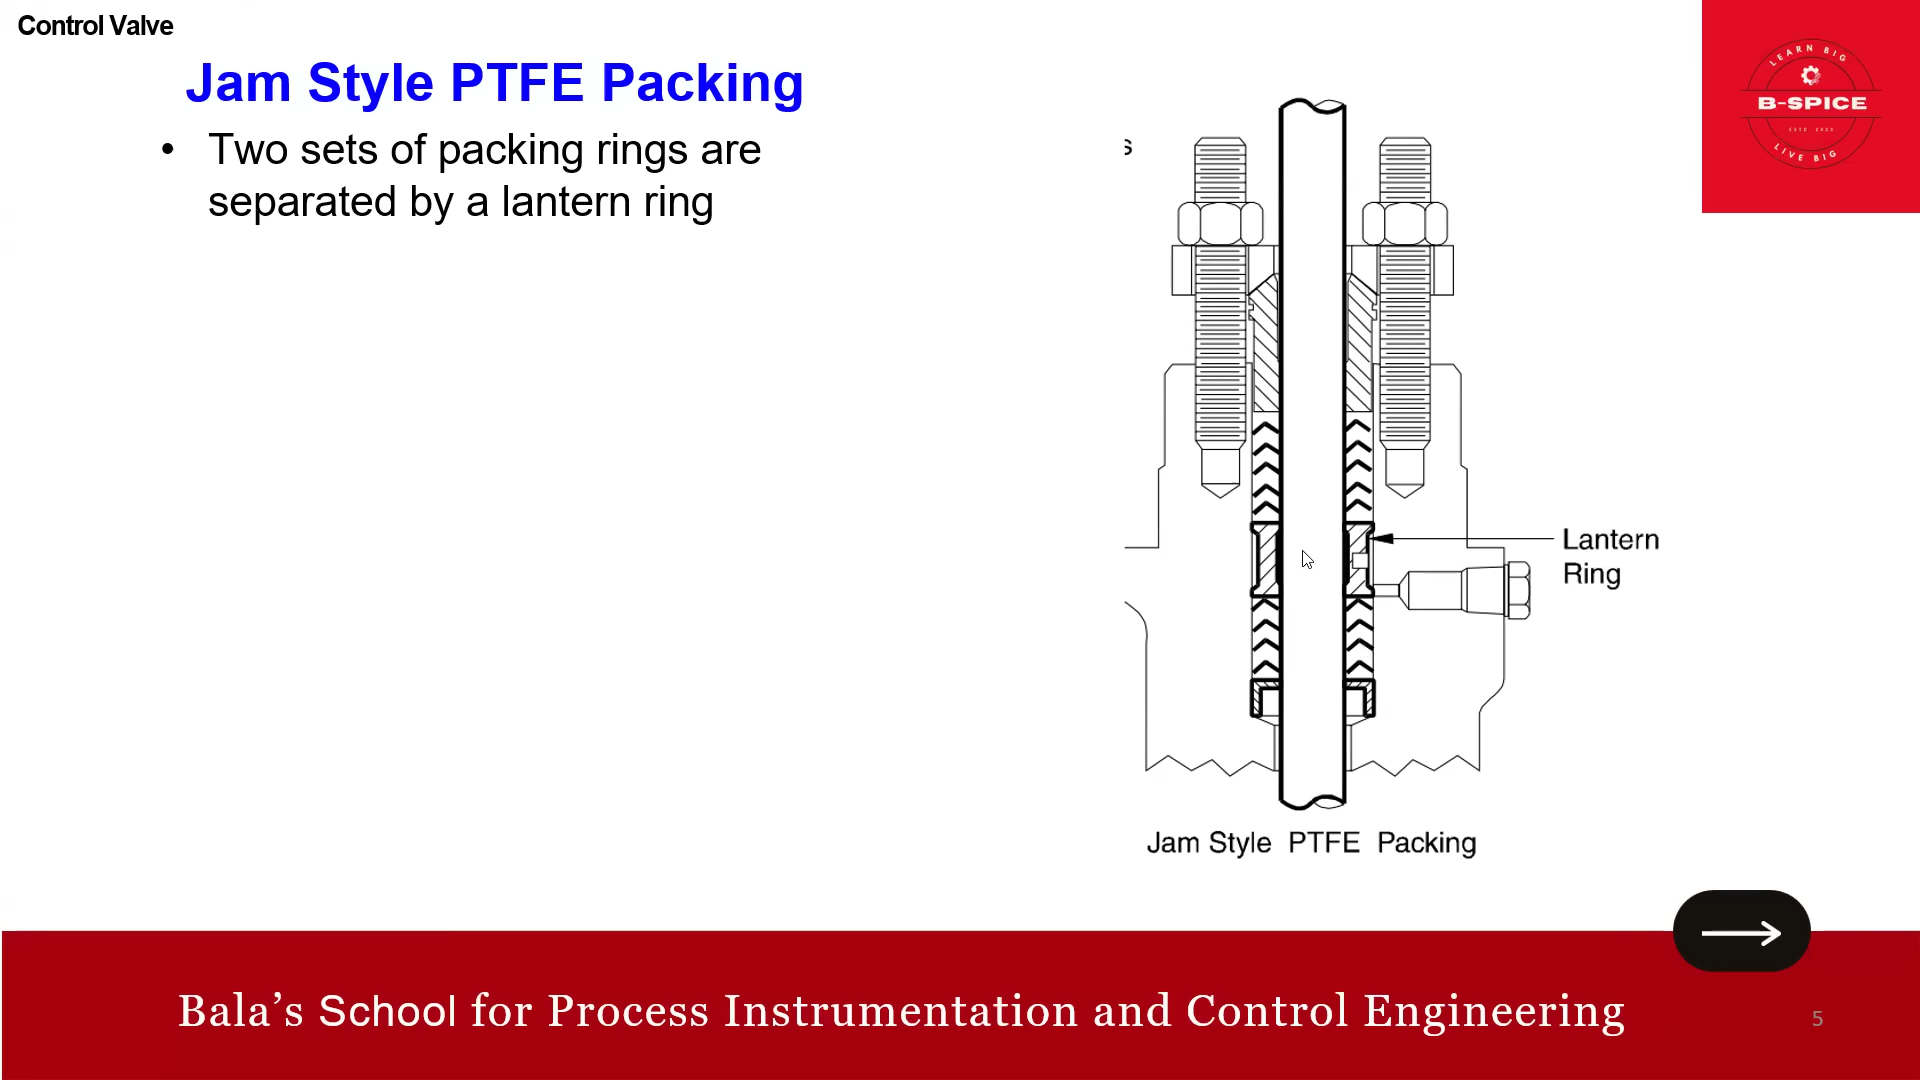 Control Valve
Jam Style PTFE Packing
• Two sets of packing rings are
separated by a lantern ring
s
LEARN BIG
B-SPICE
LIVE BIG
Lantern
Ring
Jam Style PTFE Packing
Bala’s School for Process Instrumentation and Control Engineering
5